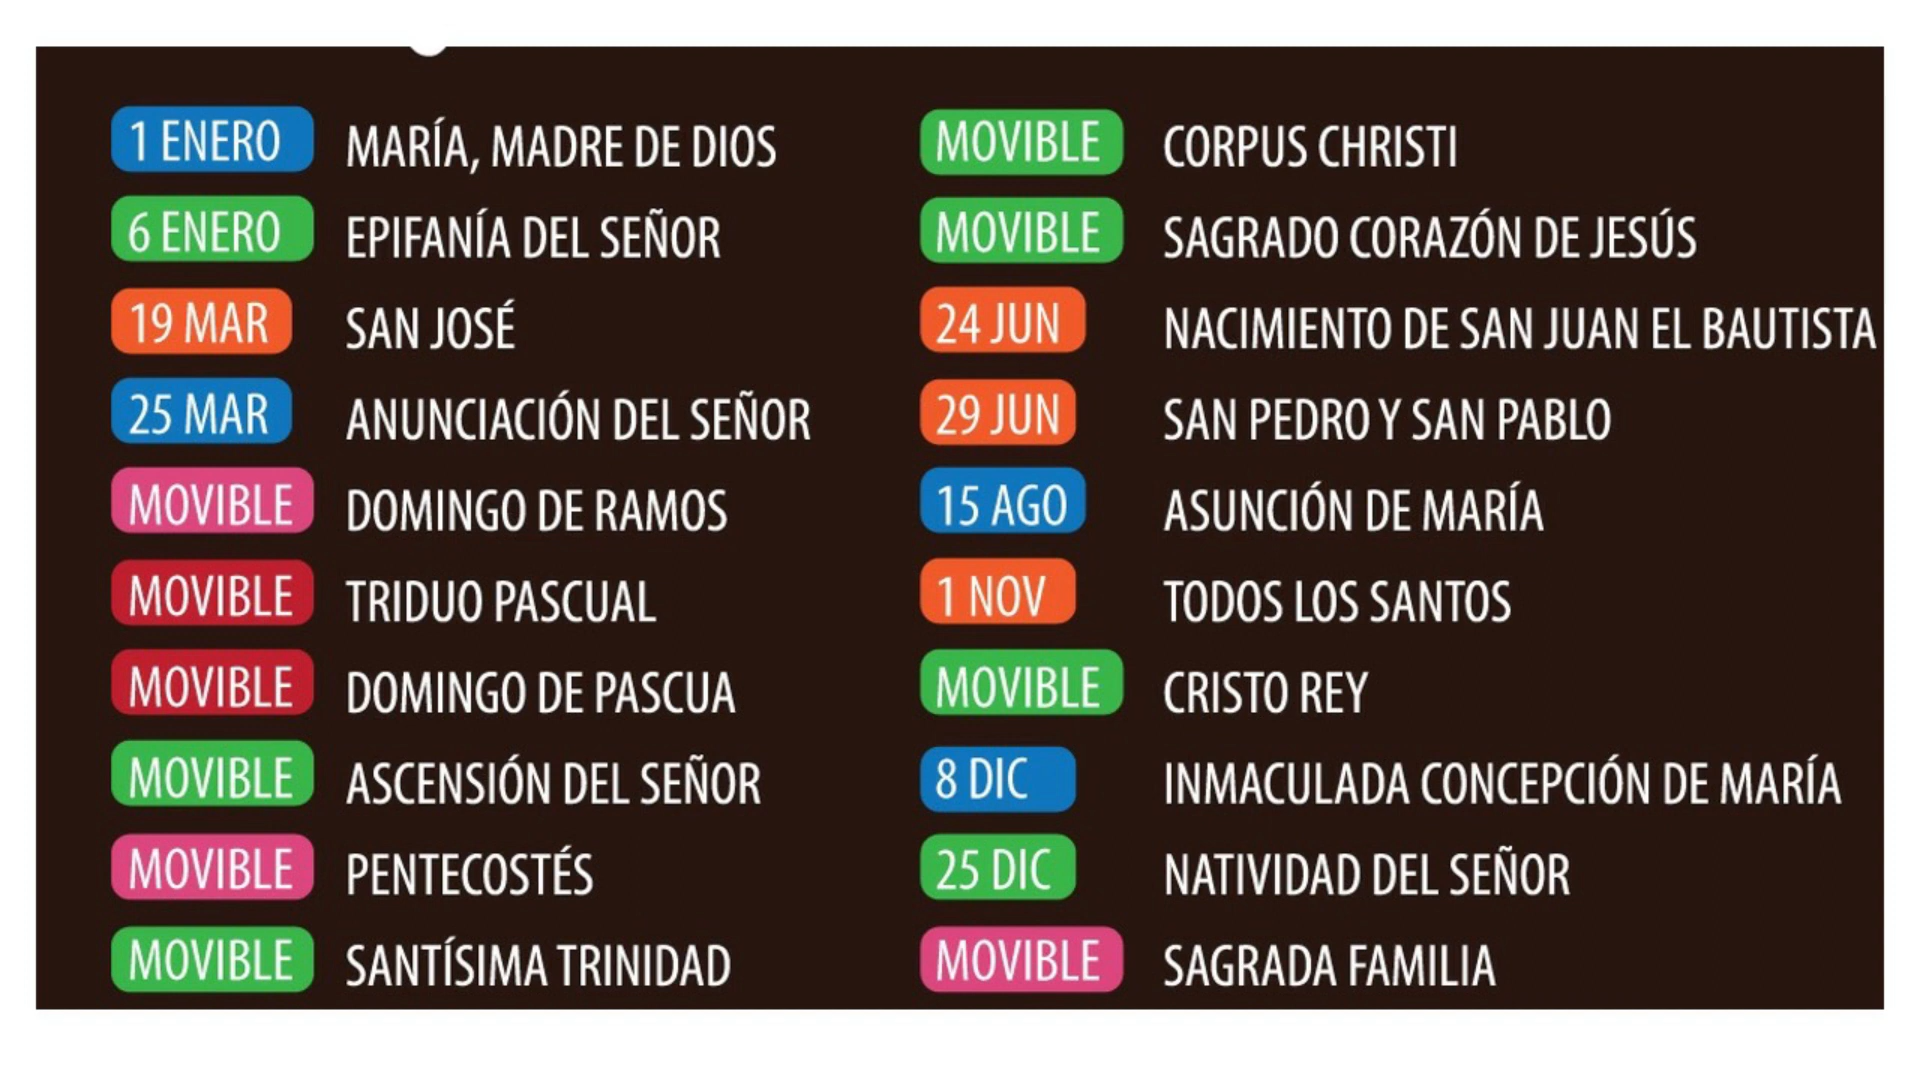 1 ENERO MARÍA, MADRE DE DIOS
6 ENERO EPIFANÍA DEL SEÑOR
19 MAR SAN JOSÉ
25 MAR ANUNCIACIÓN DEL SEÑOR
MOVIBLE DOMINGO DE RAMOS
MOVIBLE TRIDUO PASCUAL
MOVIBLE DOMINGO DE PASCUA
MOVIBLE ASCENSIÓN DEL SEÑOR
MOVIBLE PENTECOSTÉS
MOVIBLE SANTÍSIMA TRINIDAD
MOVIBLE CORPUS CHRISTI
MOVIBLE SAGRADO CORAZÓN DE JESÚS
24 JUN NACIMIENTO DE SAN JUAN EL BAUTISTA
29 JUN SAN PEDRO Y SAN PABLO
15 AGO ASUNCIÓN DE MARÍA
1 NOV TODOS LOS SANTOS
MOVIBLE CRISTO REY
8 DIC INMACULADA CONCEPCIÓN DE MARÍA
25 DIC NATIVIDAD DEL SEÑOR
MOVIBLE SAGRADA FAMILIA